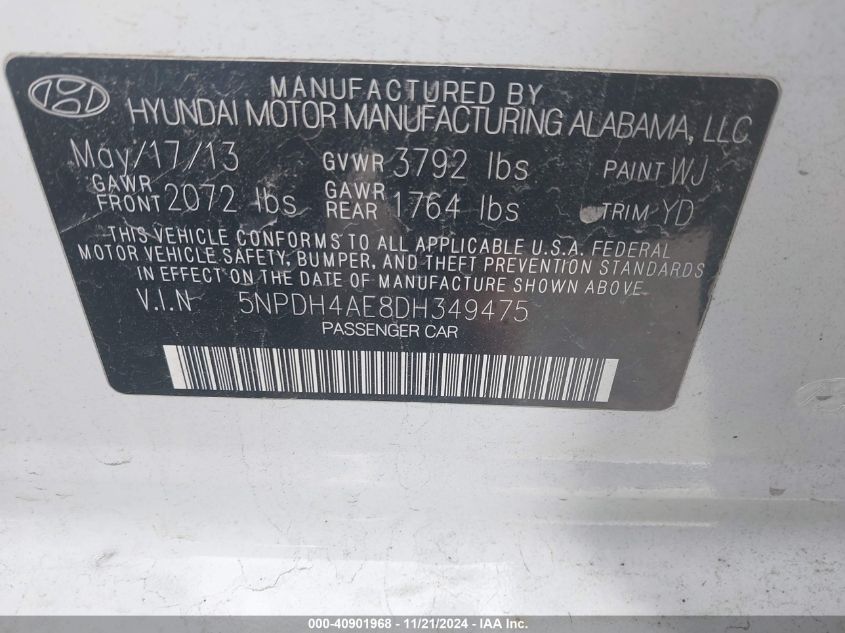 MANUFACTURED BY
HYUNDAI MOTOR MANUFACTURING ALABAMA, LLC
May/17/13 GVWR 3792 lbs PAINT WJ
GAWR FRONT 2072 lbs GAWR REAR 1764 lbs TRIM YD
THIS VEHICLE CONFORMS TO ALL APPLICABLE U.S.A. FEDERAL
MOTOR VEHICLE SAFETY, BUMPER, AND THEFT PREVENTION STANDARDS
IN EFFECT ON THE DATE OF MANUFACTURE SHOWN ABOVE.
V.I.N 5NPDH4AE8DH349475
PASSENGER CAR
000-40901968 - 11/21/2024 - IAA Inc.